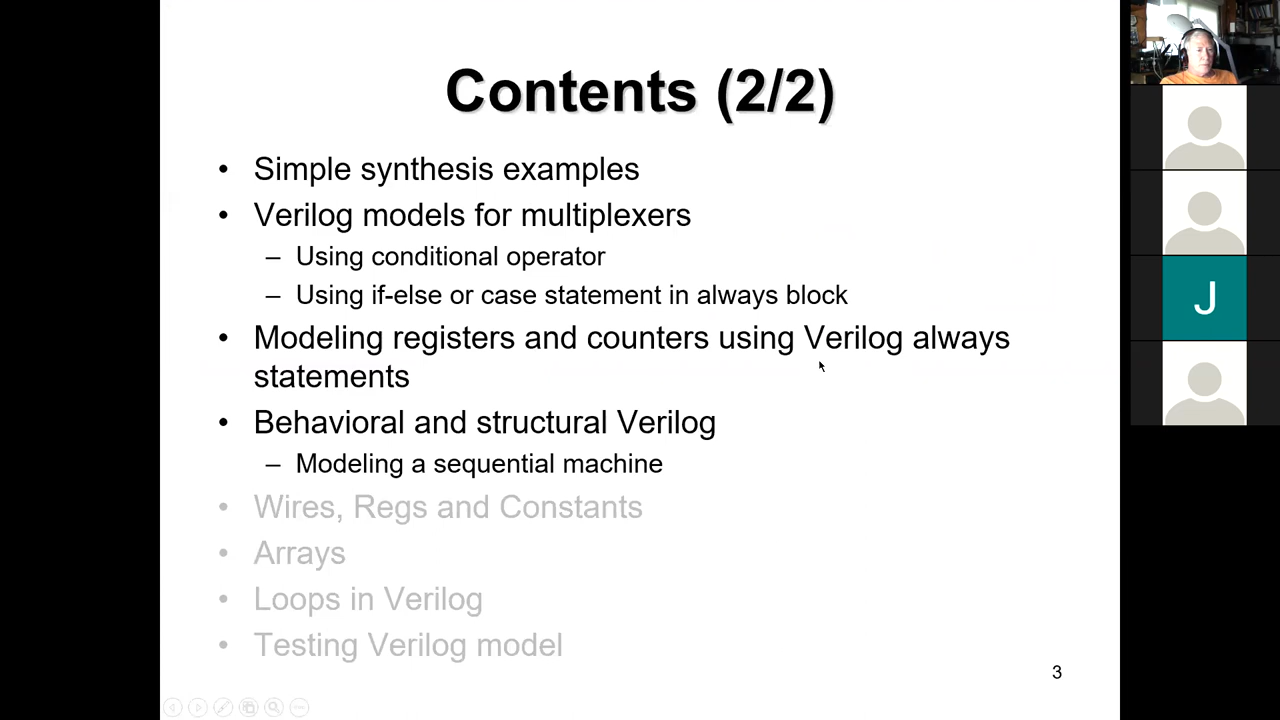 Contents (2/2)
• Simple synthesis examples
• Verilog models for multiplexers
– Using conditional operator
– Using if-else or case statement in always block
• Modeling registers and counters using Verilog always
statements
• Behavioral and structural Verilog
– Modeling a sequential machine
• Wires, Regs and Constants
• Arrays
• Loops in Verilog
• Testing Verilog model
3
J